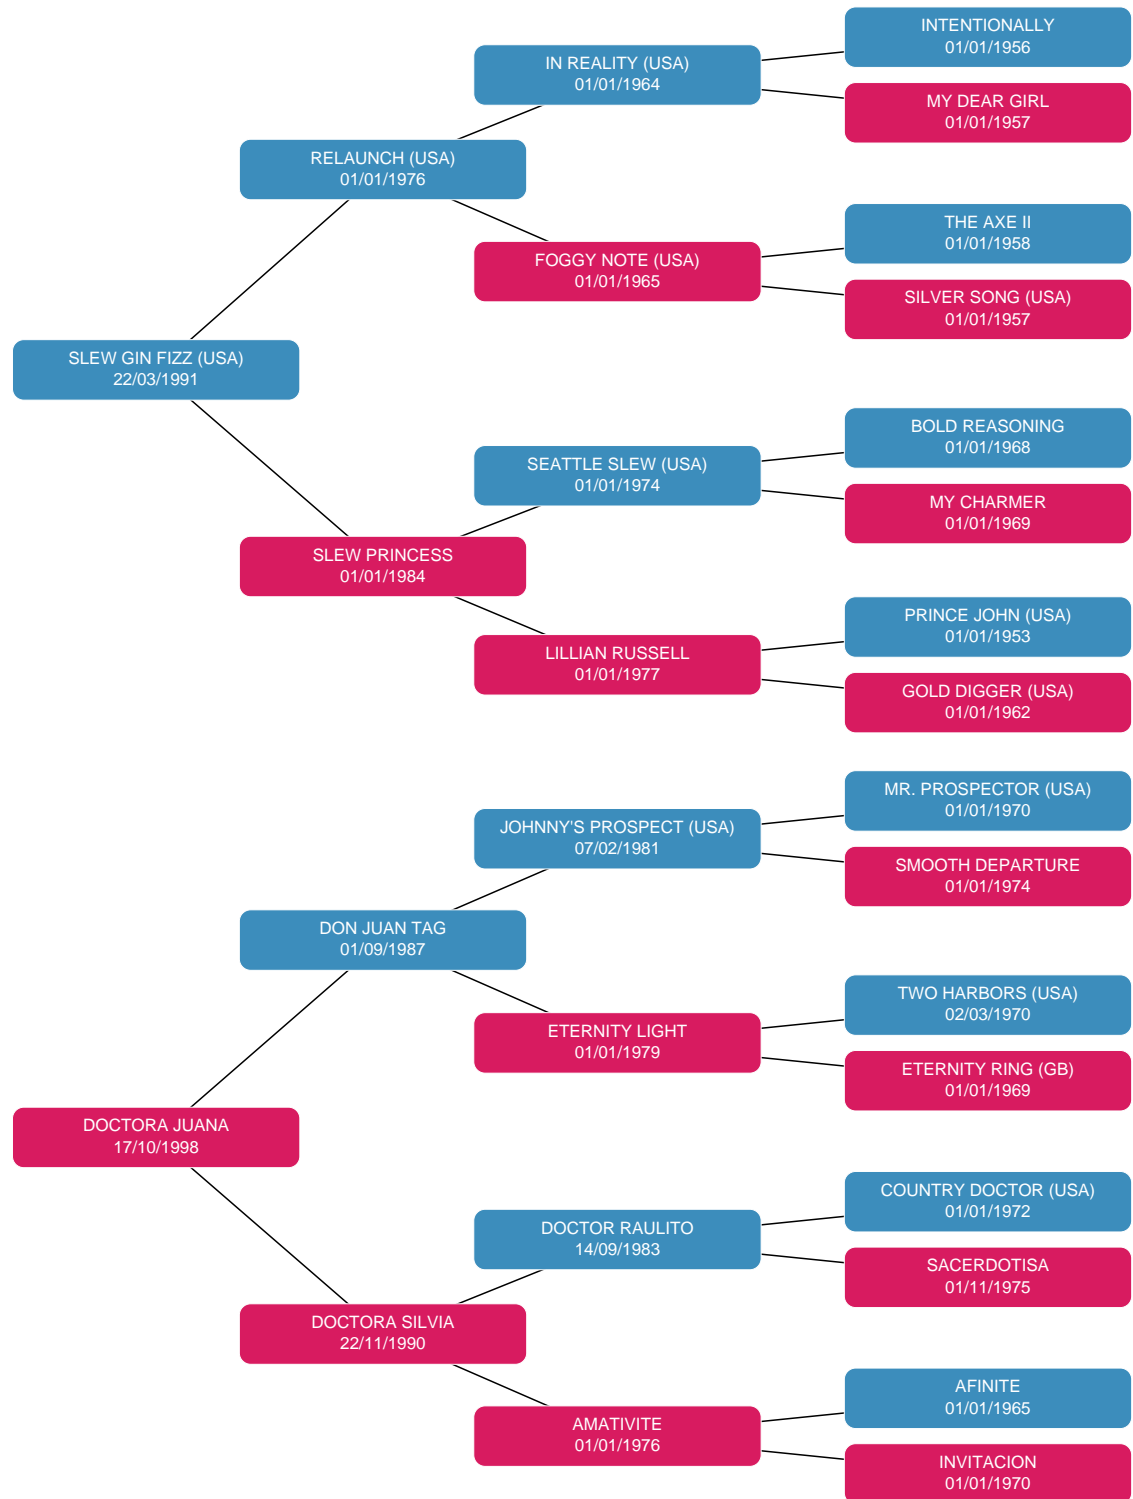 INTENTIONALLY
01/01/1956
IN REALITY (USA)
01/01/1964
MY DEAR GIRL
01/01/1957
RELAUNCH (USA)
01/01/1976
THE AXE II
01/01/1958
FOGGY NOTE (USA)
01/01/1965
SILVER SONG (USA)
01/01/1957
SLEW GIN FIZZ (USA)
22/03/1991
BOLD REASONING
01/01/1968
SEATTLE SLEW (USA)
01/01/1974
MY CHARMER
01/01/1969
SLEW PRINCESS
01/01/1984
PRINCE JOHN (USA)
01/01/1953
LILLIAN RUSSELL
01/01/1977
GOLD DIGGER (USA)
01/01/1962
MR. PROSPECTOR (USA)
01/01/1970
JOHNNY'S PROSPECT (USA)
07/02/1981
SMOOTH DEPARTURE
01/01/1974
DON JUAN TAG
01/09/1987
TWO HARBORS (USA)
02/03/1970
ETERNITY LIGHT
01/01/1979
ETERNITY RING (GB)
01/01/1969
DOCTORA JUANA
17/10/1998
COUNTRY DOCTOR (USA)
01/01/1972
DOCTOR RAULITO
14/09/1983
SACERDOTISA
01/11/1975
DOCTORA SILVIA
22/11/1990
AFINITE
01/01/1965
AMATIVITE
01/01/1976
INVITACION
01/01/1970